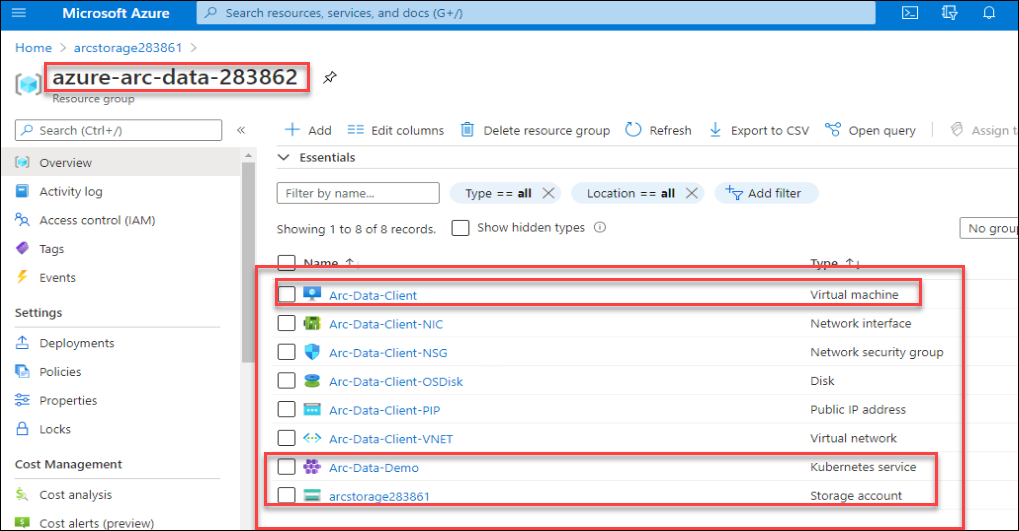 Microsoft Azure
Search resources, services, and docs (G+/)
Home > arcstorage283861 >
azure-arc-data-283862
Resource group
Search (Ctrl+/)
«
Add
Edit columns
Delete resource group
Refresh
Export to CSV
Open query
Assign t
Overview
Activity log
Access control (IAM)
Tags
Events
Settings
Deployments
Policies
Properties
Locks
Cost Management
Cost analysis
Cost alerts (preview)
Essentials
Filter by name...
Type == all
Location == all
Add filter
Showing 1 to 8 of 8 records.
Show hidden types
No group
Name ↑↓ Type ↑↓
Arc-Data-Client Virtual machine
Arc-Data-Client-NIC Network interface
Arc-Data-Client-NSG Network security group
Arc-Data-Client-OSDisk Disk
Arc-Data-Client-PIP Public IP address
Arc-Data-Client-VNET Virtual network
Arc-Data-Demo Kubernetes service
arcstorage283861 Storage account